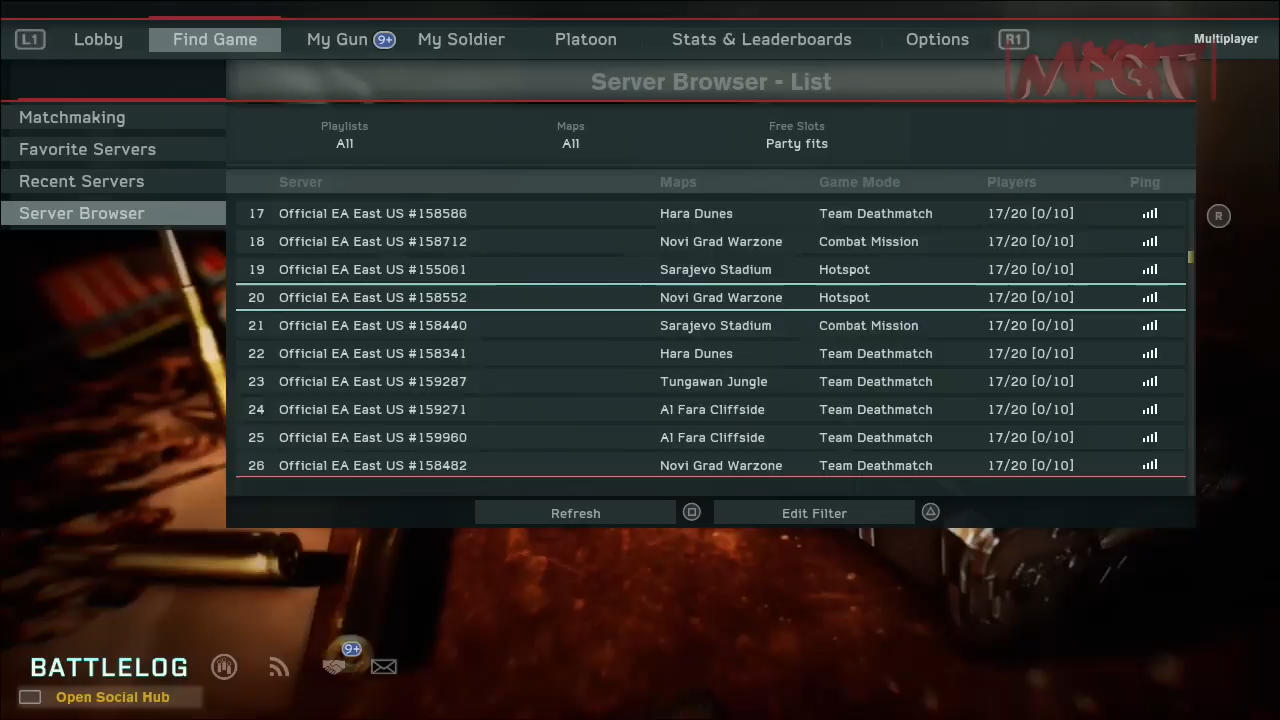 L1 Lobby Find Game My Gun 9+ My Soldier Platoon Stats & Leaderboards Options R1 Multiplayer
Server Browser - List
Matchmaking
Favorite Servers
Recent Servers
Server Browser
Playlists Maps Free Slots
All All Party fits
Server Maps Game Mode Players Ping
17 Official EA East US #158586 Hara Dunes Team Deathmatch 17/20 [0/10]
18 Official EA East US #158712 Novi Grad Warzone Combat Mission 17/20 [0/10]
19 Official EA East US #155061 Sarajevo Stadium Hotspot 17/20 [0/10]
20 Official EA East US #158552 Novi Grad Warzone Hotspot 17/20 [0/10]
21 Official EA East US #158440 Sarajevo Stadium Combat Mission 17/20 [0/10]
22 Official EA East US #158341 Hara Dunes Team Deathmatch 17/20 [0/10]
23 Official EA East US #159287 Tungawan Jungle Team Deathmatch 17/20 [0/10]
24 Official EA East US #159271 Al Fara Cliffside Team Deathmatch 17/20 [0/10]
25 Official EA East US #159960 Al Fara Cliffside Team Deathmatch 17/20 [0/10]
26 Official EA East US #158482 Novi Grad Warzone Team Deathmatch 17/20 [0/10]
R
Refresh Edit Filter
9+
BATTLELOG
Open Social Hub